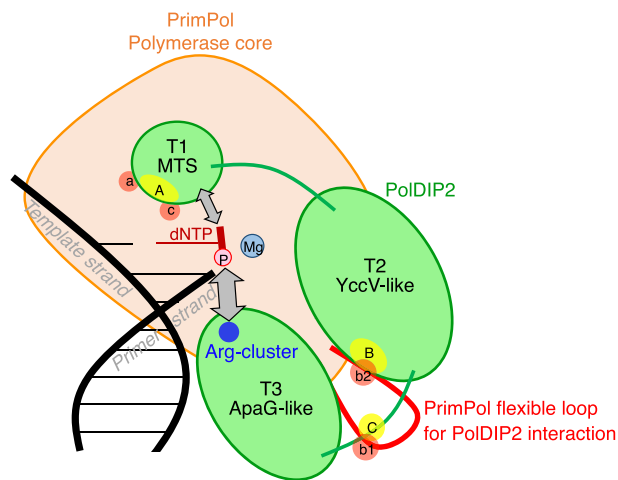 PrimPol
Polymerase core
T1
MTS
a
A
c
PolDIP2
Template strand
dNTP
Mg
P
T2
YccV-like
Primer strand
Arg-cluster
B
b2
T3
ApaG-like
PrimPol flexible loop
for PolDIP2 interaction
C
b1